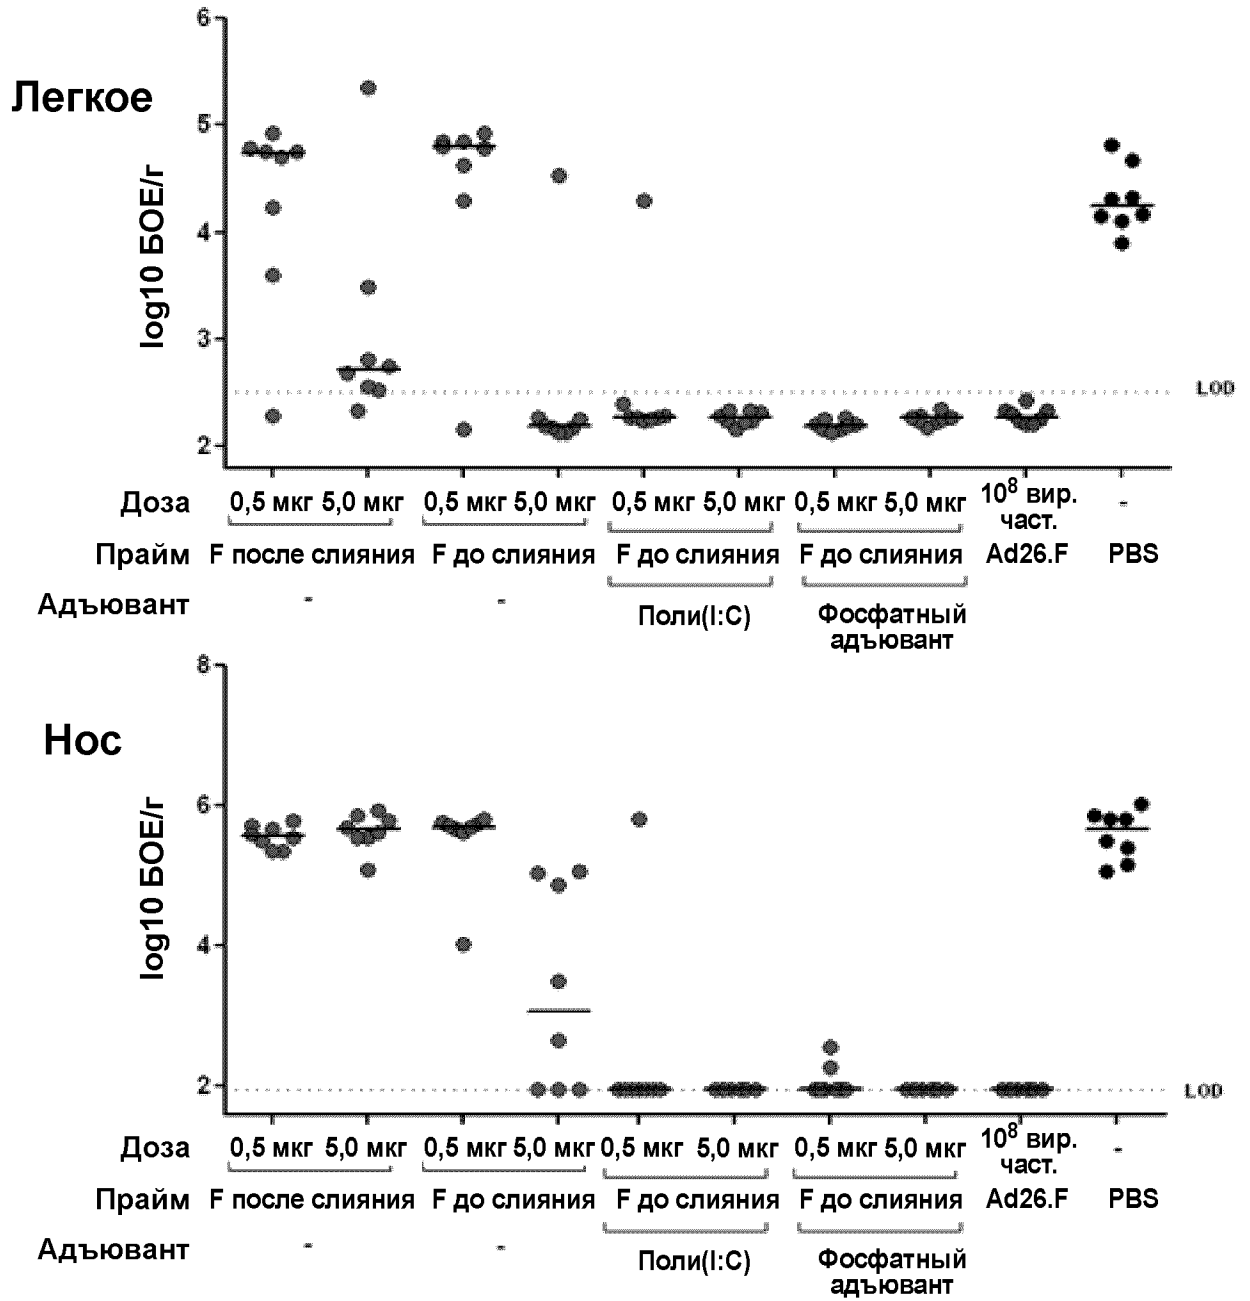 6
Легкое
5
log10 БОЕ/г
4
3
LOD
2
Доза 0,5 мкг 5,0 мкг 0,5 мкг 5,0 мкг 0,5 мкг 5,0 мкг 0,5 мкг 5,0 мкг 10⁸ вир. част. -
Прайм F после слияния F до слияния F до слияния F до слияния Ad26.F PBS
Адъювант - - Поли(I:C) Фосфатный адъювант
8
Нос
6
log10 БОЕ/г
4
2
LOD
Доза 0,5 мкг 5,0 мкг 0,5 мкг 5,0 мкг 0,5 мкг 5,0 мкг 0,5 мкг 5,0 мкг 10⁸ вир. част. -
Прайм F после слияния F до слияния F до слияния F до слияния Ad26.F PBS
Адъювант - - Поли(I:C) Фосфатный адъювант